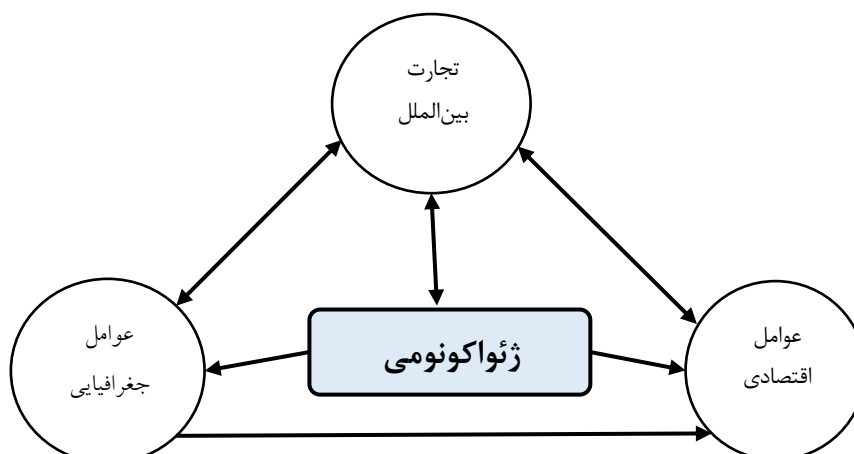 تجارت
بین‌الملل
عوامل
جغرافیایی
ژئواکونومی
عوامل
اقتصادی